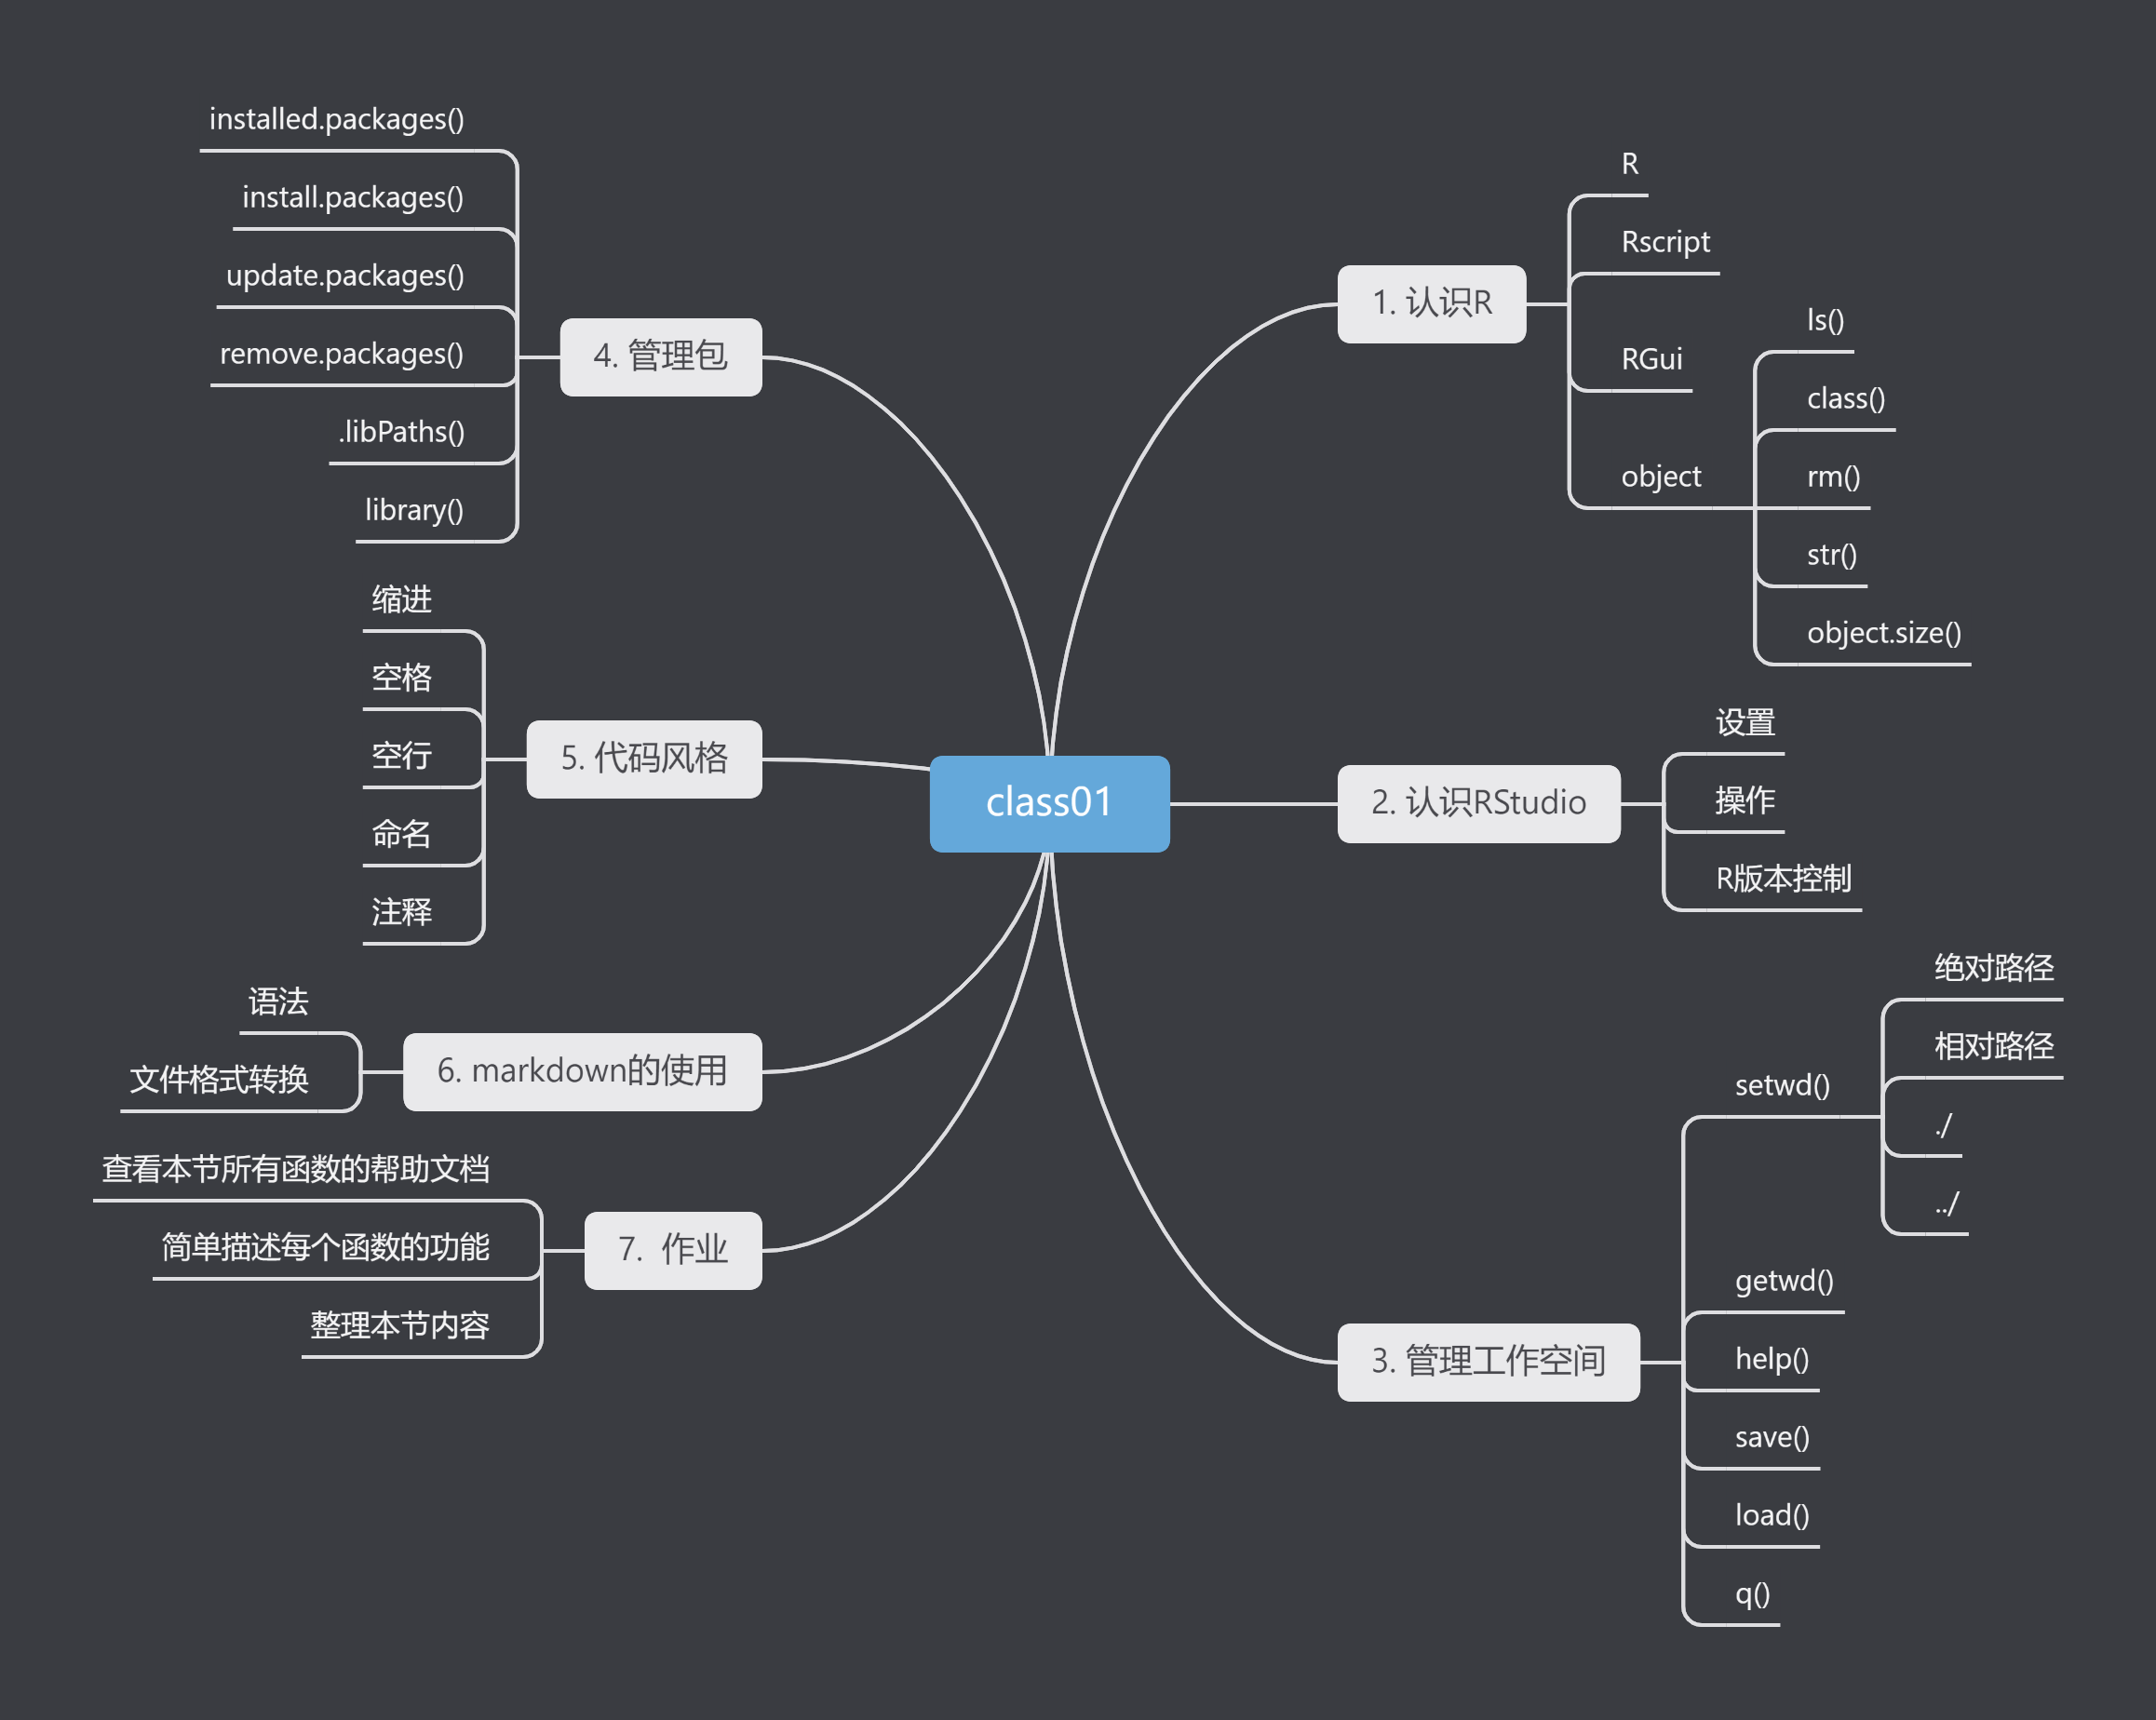 class01
1. 认识R
R
Rscript
RGui
object
ls()
class()
rm()
str()
object.size()
2. 认识RStudio
设置
操作
R版本控制
3. 管理工作空间
setwd()
绝对路径
相对路径
./
../
getwd()
help()
save()
load()
q()
4. 管理包
installed.packages()
install.packages()
update.packages()
remove.packages()
.libPaths()
library()
5. 代码风格
缩进
空格
空行
命名
注释
6. markdown的使用
语法
文件格式转换
7. 作业
查看本节所有函数的帮助文档
简单描述每个函数的功能
整理本节内容